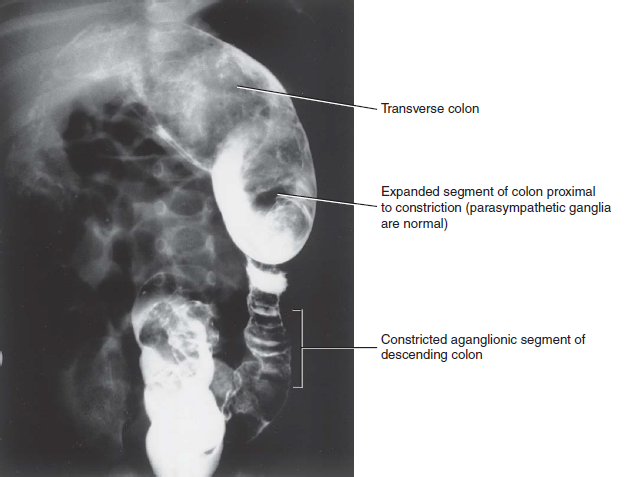 Transverse colon
Expanded segment of colon proximal
to constriction (parasympathetic ganglia
are normal)
Constricted aganglionic segment of
descending colon